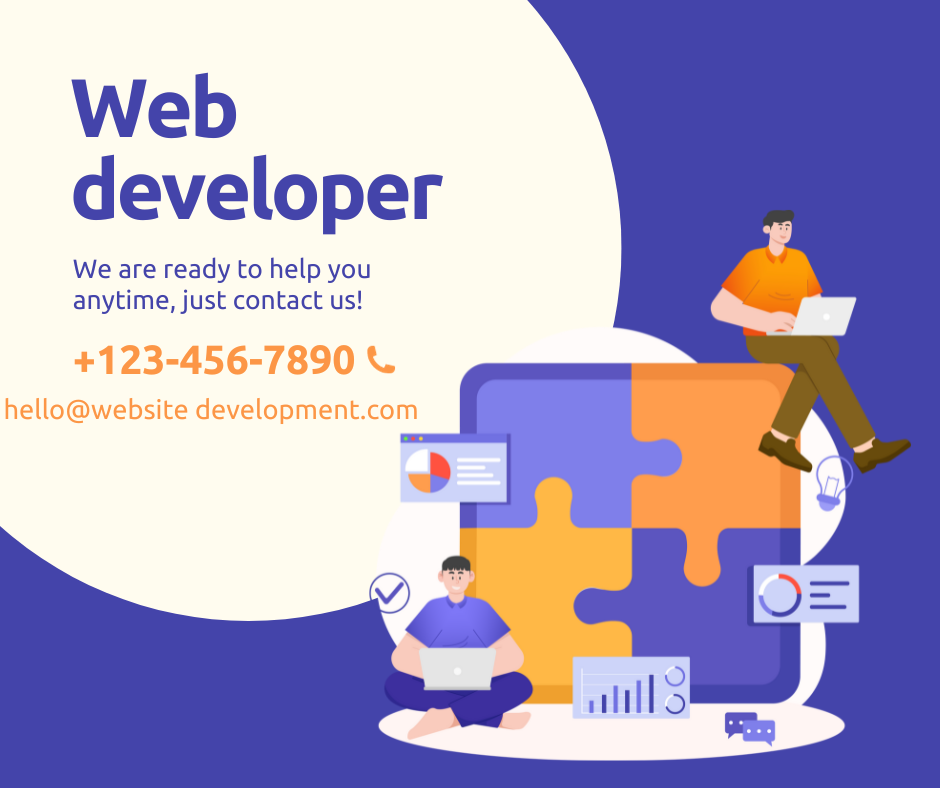 Web
developer
We are ready to help you
anytime, just contact us!
+123-456-7890
hello@website development.com